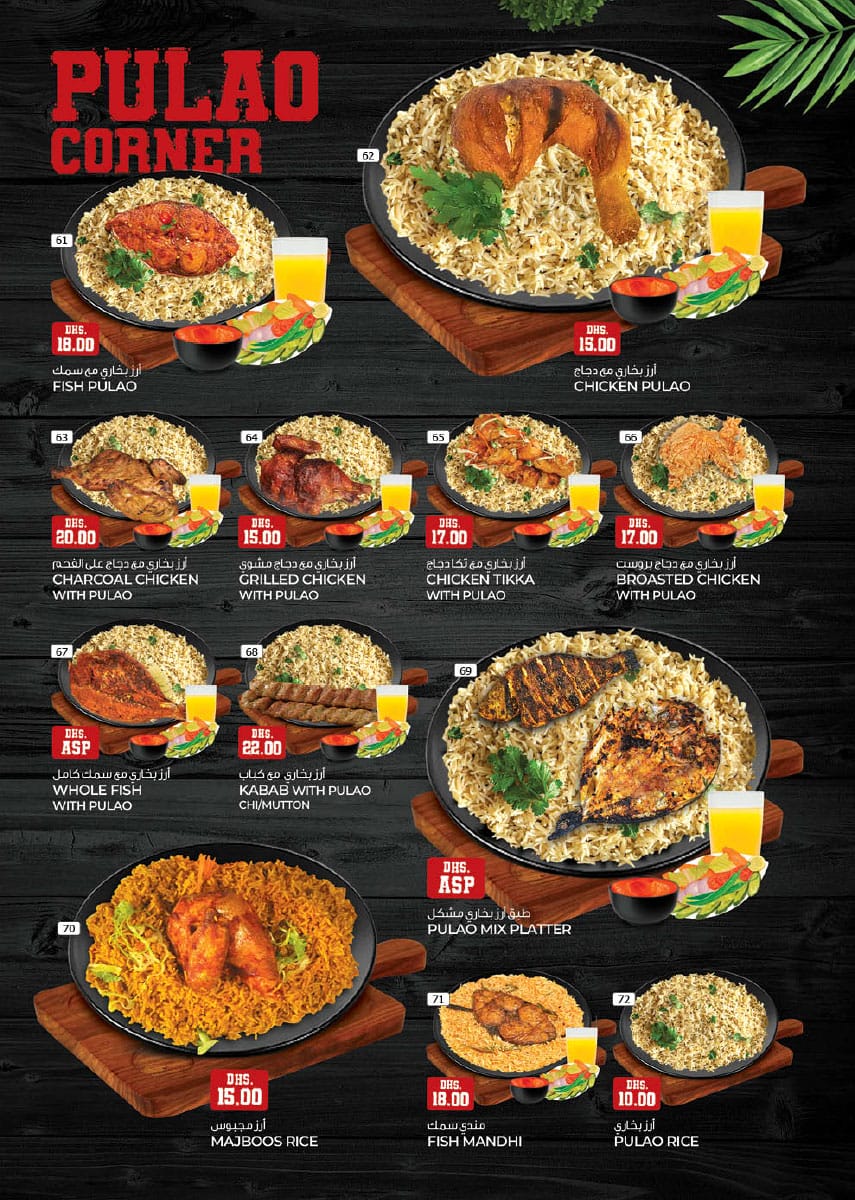 PULAO
CORNER
61
DHS.
18.00
أرز بخاري مع سمك
FISH PULAO
62
DHS.
15.00
أرز بخاري مع دجاج
CHICKEN PULAO
63
DHS.
20.00
أرز بخاري مع دجاج على الفحم
CHARCOAL CHICKEN
WITH PULAO
64
DHS.
15.00
أرز بخاري مع دجاج مشوي
GRILLED CHICKEN
WITH PULAO
65
DHS.
17.00
أرز بخاري مع تكا دجاج
CHICKEN TIKKA
WITH PULAO
66
DHS.
17.00
أرز بخاري مع دجاج بروست
BROASTED CHICKEN
WITH PULAO
67
DHS.
ASP
أرز بخاري مع سمك كامل
WHOLE FISH
WITH PULAO
68
DHS.
22.00
أرز بخاري مع كباب
KABAB WITH PULAO
CHI/MUTTON
69
DHS.
ASP
طبق أرز بخاري مشكل
PULAO MIX PLATTER
70
DHS.
15.00
أرز مجبوس
MAJBOOS RICE
71
DHS.
18.00
مندي سمك
FISH MANDHI
72
DHS.
10.00
أرز بخاري
PULAO RICE